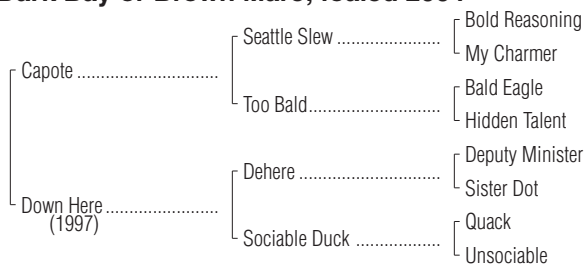 Dark Bay or Brown Mare; foaled
Bold Reasoning
Seattle Slew ........................
My Charmer
Capote .................................
Bald Eagle
Too Bald...............................
Hidden Talent
Deputy Minister
Dehere .................................
Sister Dot
Down Here ..........................
(1997)
Quack
Sociable Duck ....................
Unsociable